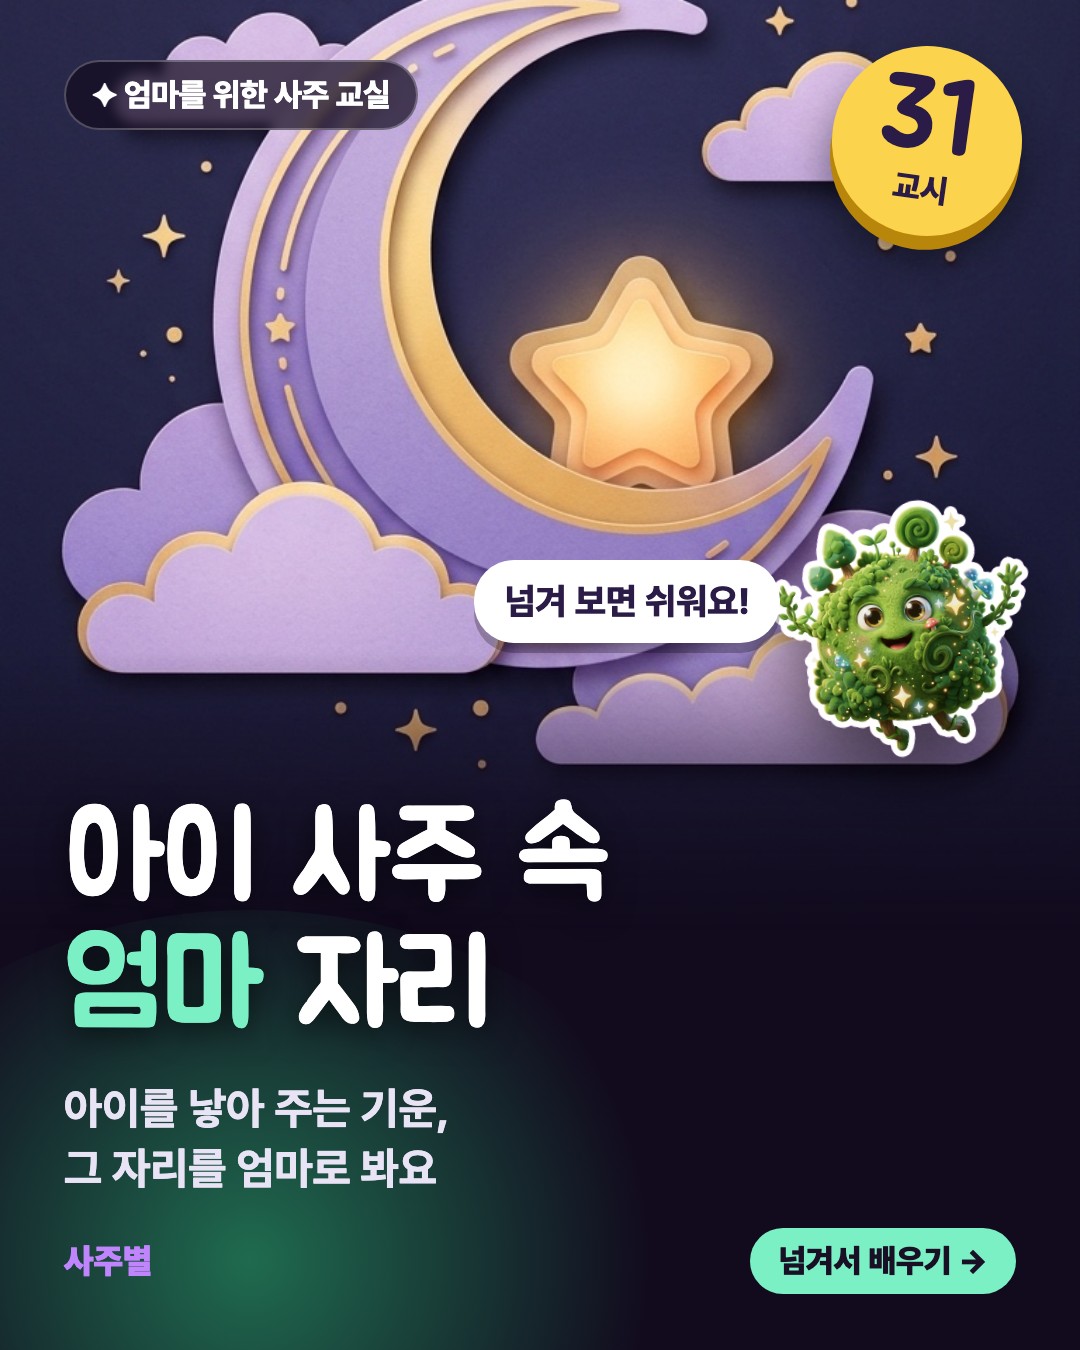 엄마를 위한 사주 교실
31
교시
넘겨 보면 쉬워요!
아이 사주 속
엄마 자리
아이를 낳아 주는 기운,
그 자리를 엄마로 봐요
사주별
넘겨서 배우기 →